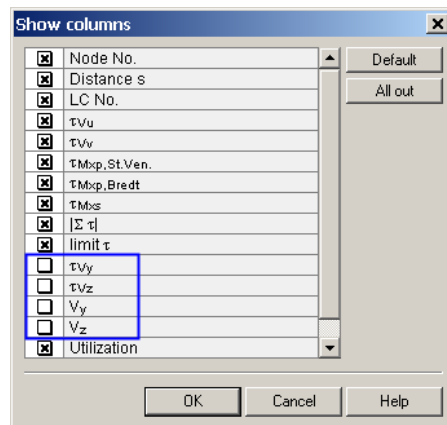 Show columns
Node No.
Default
Distance s
All out
LC No.
τVu
τVv
τMxp,St.Ven.
τMxp,Bredt
τMxs
|Σ τ|
limit τ
τVy
τVz
Vy
Vz
Utilization
OK Cancel Help